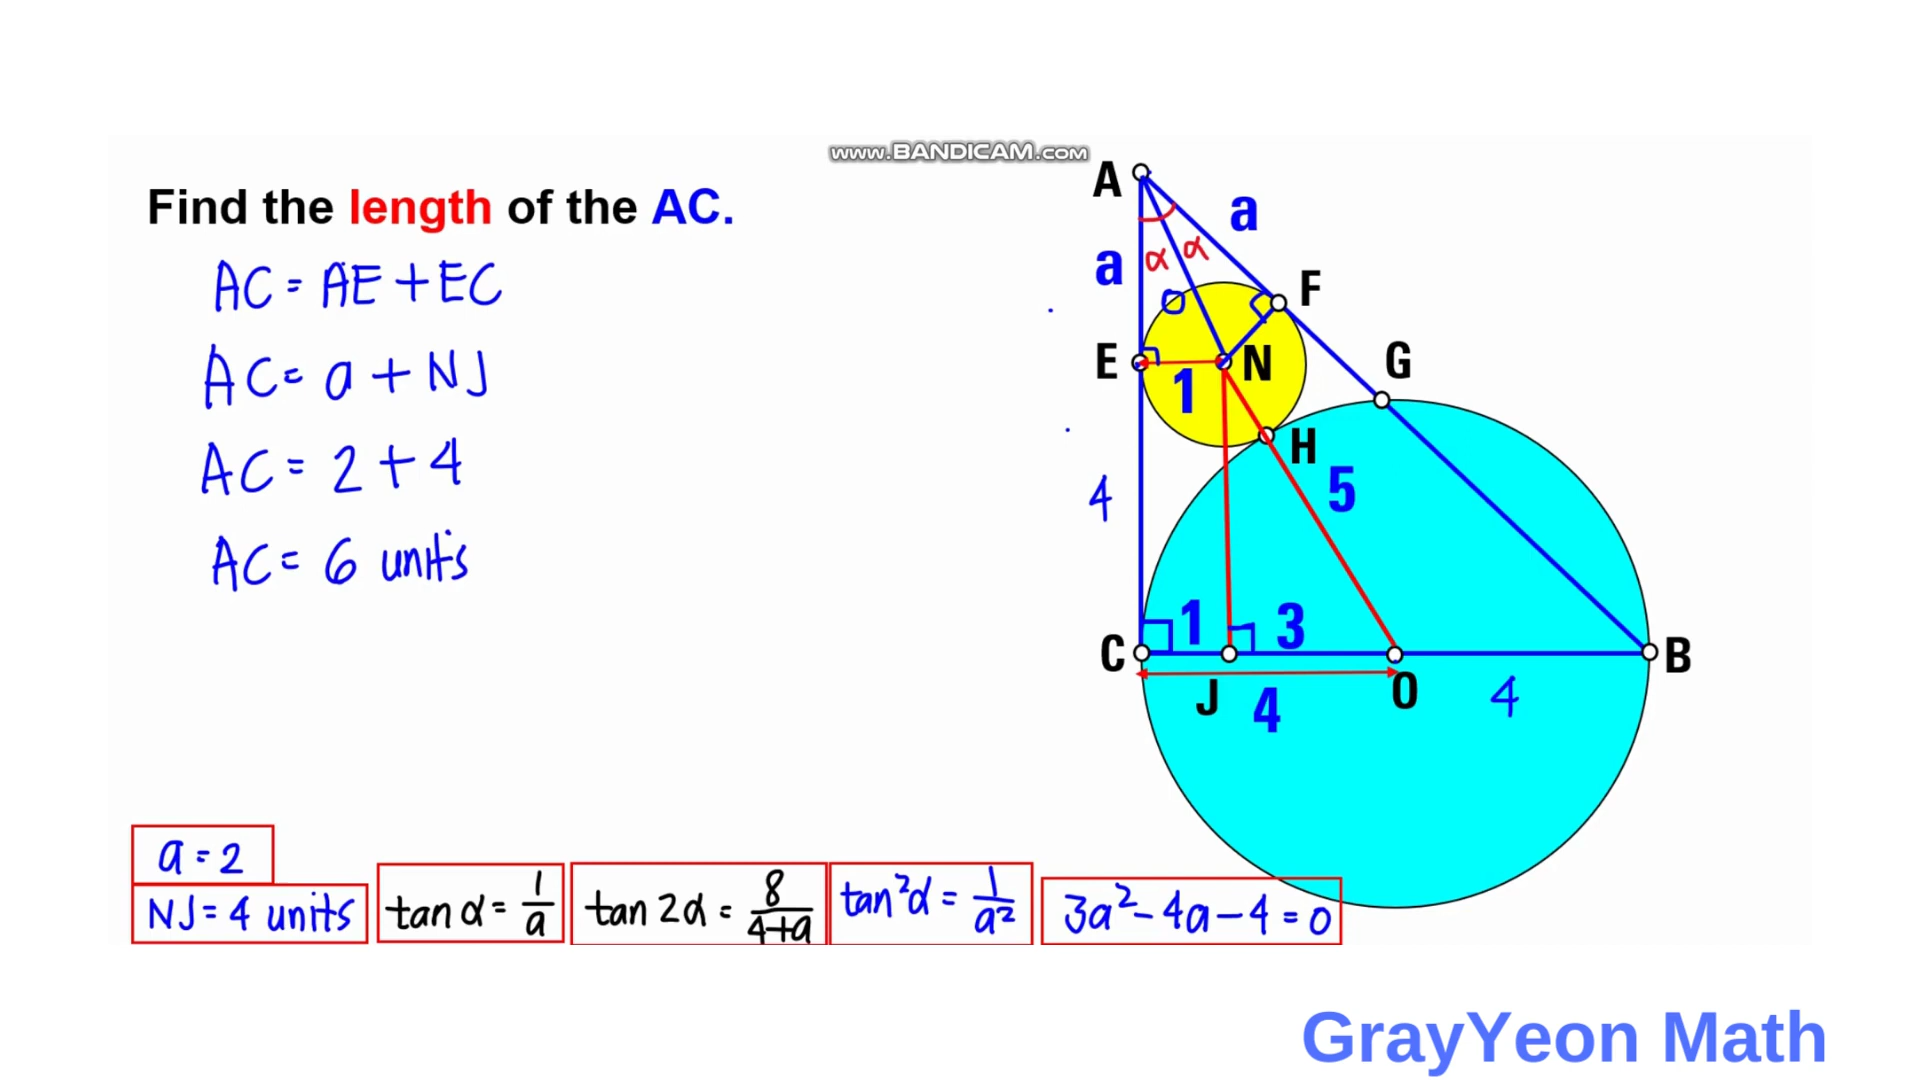 www.BANDICAM.com
Find the length of the AC.
AC = AE + EC
AC = a + NJ
AC = 2 + 4
AC = 6 units
A
a
a
α α
F
E
N
1
G
H
5
4
1
3
C
B
J
O
4
4
a = 2
NJ = 4 units
tan α = 1/a
tan 2α = 8/(4+a)
tan²α = 1/a²
3a² - 4a - 4 = 0
GrayYeon Math